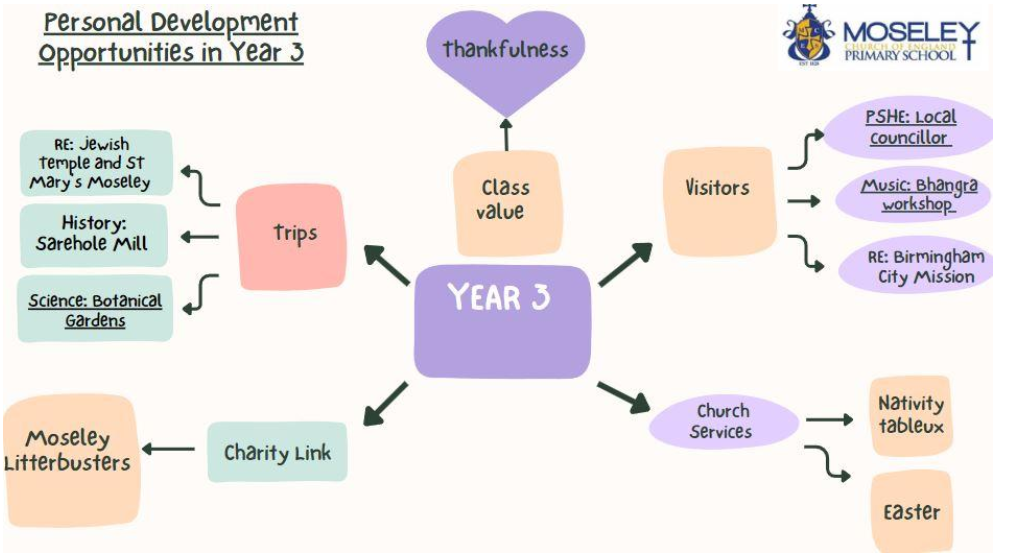 Personal Development
Opportunities in Year 3
Thankfulness
MOSELEY
CHURCH OF ENGLAND
PRIMARY SCHOOL
EST 1828
RE: Jewish
temple and St
Mary's Moseley
History:
Sarehole Mill
Science: Botanical
Gardens
Trips
Class
value
Visitors
PSHE: Local
councillor
Music: Bhangra
workshop
RE: Birmingham
City Mission
YEAR 3
Moseley
Litterbusters
Charity Link
Church
Services
Nativity
tableux
Easter